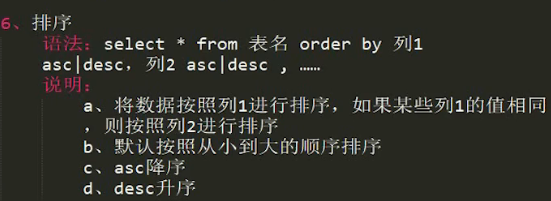 6、排序
语法：select * from 表名 order by 列1
asc|desc，列2 asc|desc , ……
说明：
a、将数据按照列1进行排序，如果某些列1的值相同
，则按照列2进行排序
b、默认按照从小到大的顺序排序
c、asc降序
d、desc升序